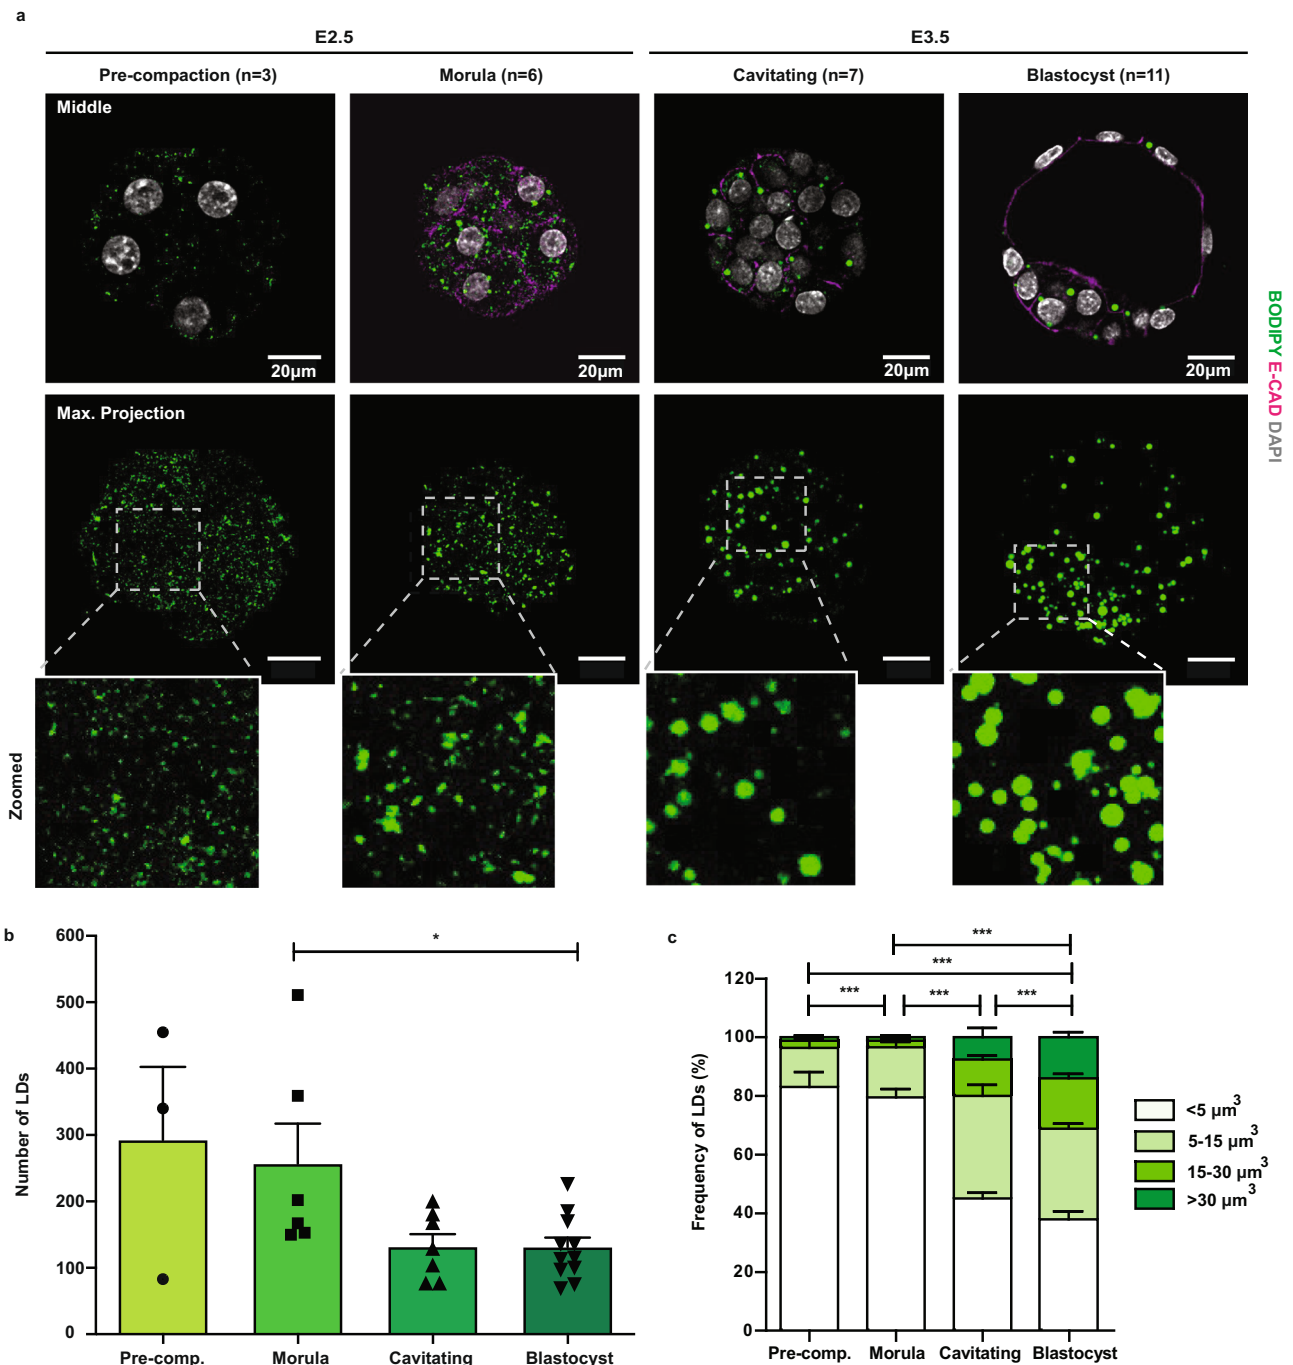 a
E2.5
E3.5
Pre-compaction (n=3)
Morula (n=6)
Cavitating (n=7)
Blastocyst (n=11)
Middle
20µm
20µm
20µm
20µm
BODIPY E-CAD DAPI
Max. Projection
Zoomed
b
Number of LDs
600
500
400
300
200
100
0
*
Pre-comp.
Morula
Cavitating
Blastocyst
c
Frequency of LDs (%)
120
100
80
60
40
20
0
***
***
***
***
***
Pre-comp.
Morula
Cavitating
Blastocyst
<5 µm³
5-15 µm³
15-30 µm³
>30 µm³